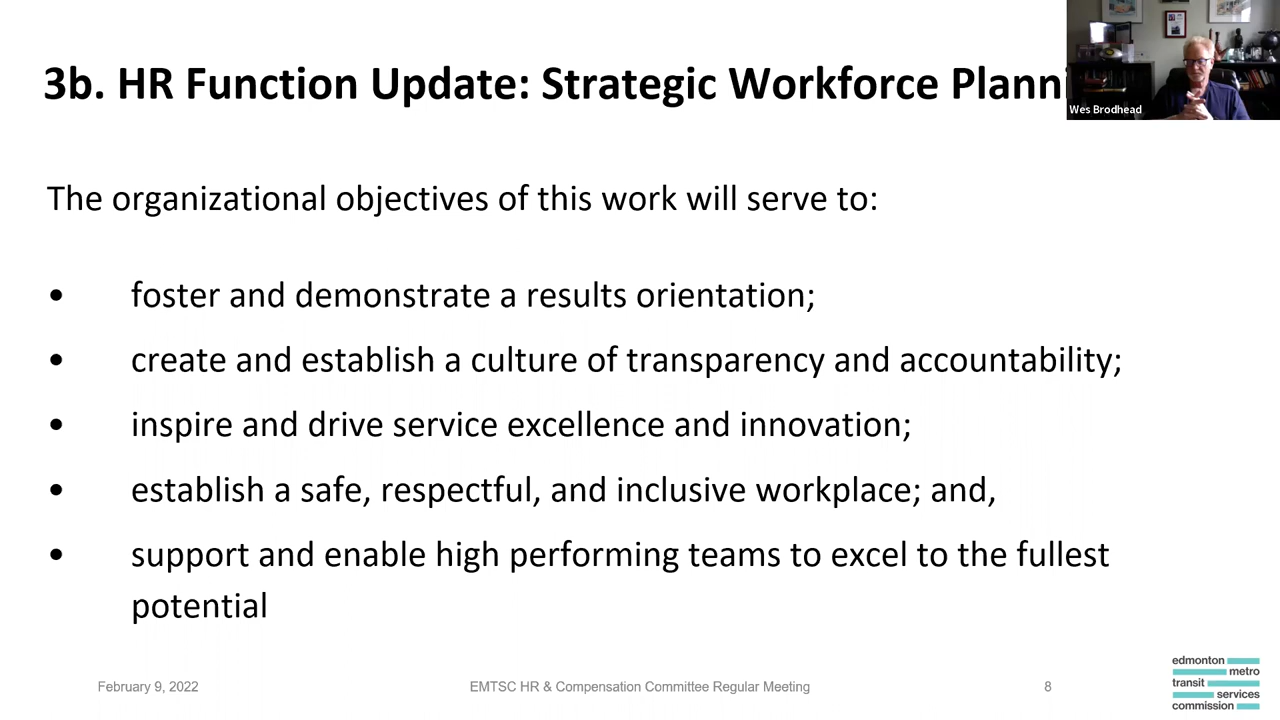 3b. HR Function Update: Strategic Workforce Planni
Wes Brodhead
The organizational objectives of this work will serve to:
• foster and demonstrate a results orientation;
• create and establish a culture of transparency and accountability;
• inspire and drive service excellence and innovation;
• establish a safe, respectful, and inclusive workplace; and,
• support and enable high performing teams to excel to the fullest
potential
February 9, 2022
EMTSC HR & Compensation Committee Regular Meeting
8
edmonton
metro
transit
services
commission